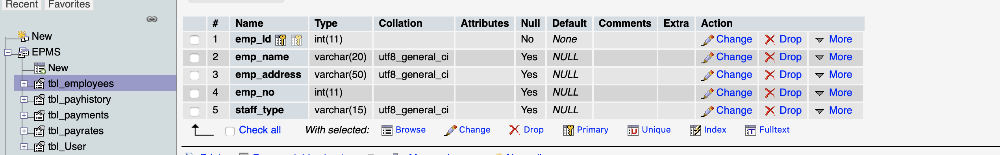 Recent Favorites
New
EPMS
New
tbl_employees
tbl_payhistory
tbl_payments
tbl_payrates
tbl_User
# Name Type Collation Attributes Null Default Comments Extra Action
1 emp_Id int(11) No None Change Drop More
2 emp_name varchar(20) utf8_general_ci Yes NULL Change Drop More
3 emp_address varchar(50) utf8_general_ci Yes NULL Change Drop More
4 emp_no int(11) Yes NULL Change Drop More
5 staff_type varchar(15) utf8_general_ci Yes NULL Change Drop More
Check all With selected: Browse Change Drop Primary Unique Index Fulltext